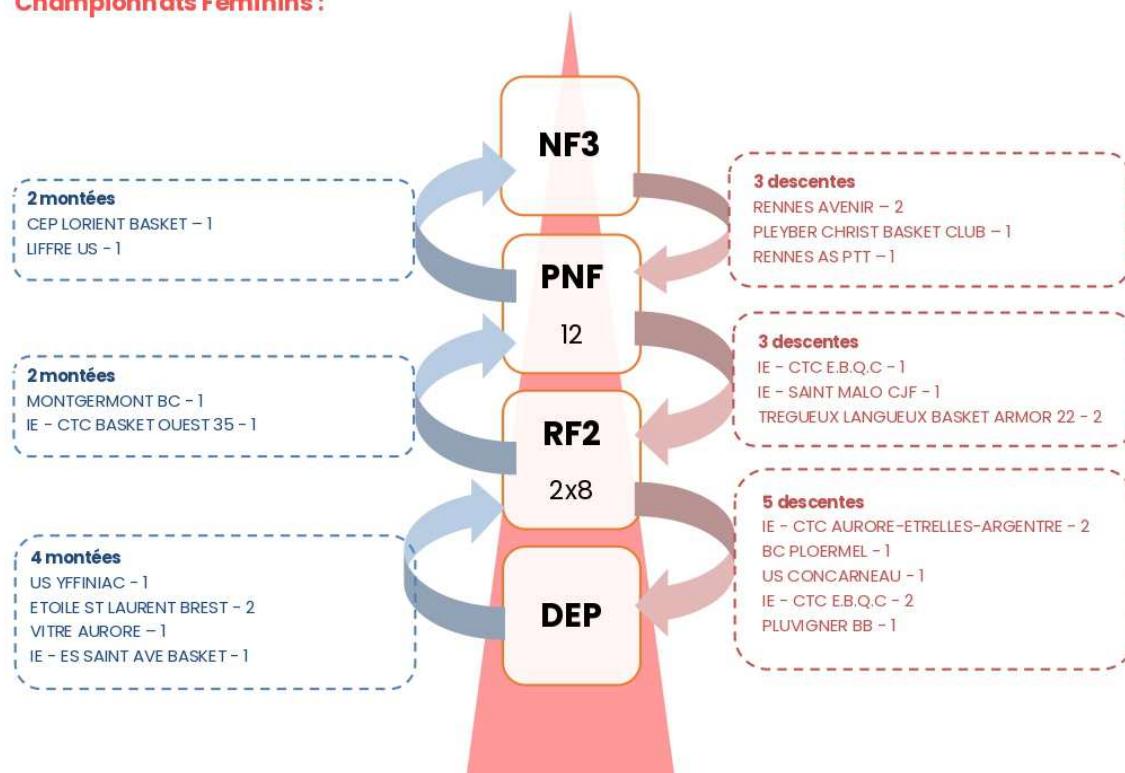 Championnats Féminins :
NF3
2 montées
CEP LORIENT BASKET – 1
LIFFRE US - 1
3 descentes
RENNES AVENIR – 2
PLEYBER CHRIST BASKET CLUB – 1
RENNES AS PTT – 1
PNF
12
2 montées
MONTGERMONT BC - 1
IE - CTC BASKET OUEST 35 - 1
3 descentes
IE - CTC E.B.Q.C - 1
IE - SAINT MALO CJF - 1
TREGUEUX LANGUEUX BASKET ARMOR 22 - 2
RF2
2x8
4 montées
US YFFINIAC - 1
ETOILE ST LAURENT BREST - 2
VITRE AURORE – 1
IE - ES SAINT AVE BASKET - 1
5 descentes
IE - CTC AURORE-ETRELLES-ARGENTRE - 2
BC PLOERMEL - 1
US CONCARNEAU - 1
IE - CTC E.B.Q.C - 2
PLUVIGNER BB - 1
DEP